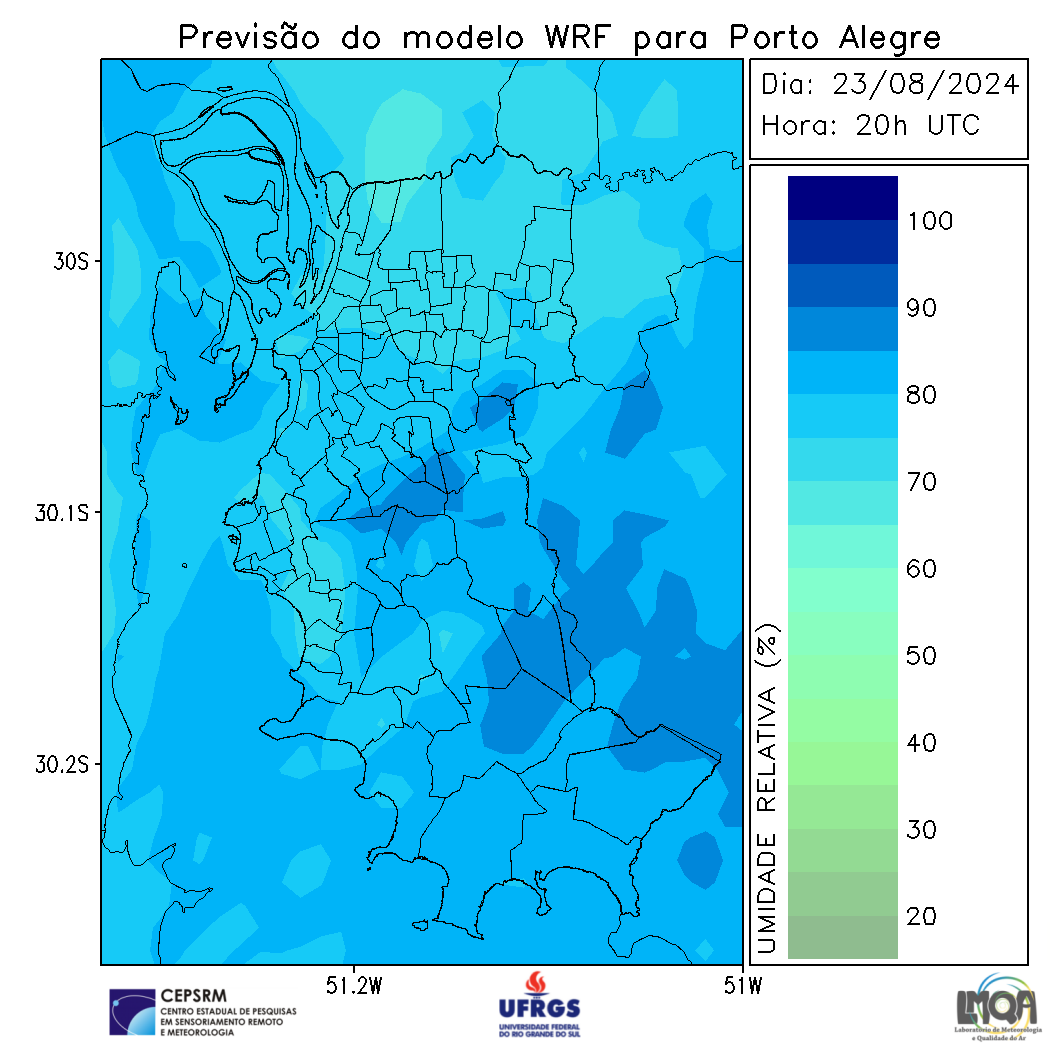 Previsão do modelo WRF para Porto Alegre
Dia: 23/08/2024
Hora: 20h UTC
30S
30.1S
30.2S
51.2W
51W
100
90
80
70
60
50
40
30
20
UMIDADE RELATIVA (%)
CEPSRM
CENTRO ESTADUAL DE PESQUISAS
EM SENSORIAMENTO REMOTO
E METEOROLOGIA
UFRGS
UNIVERSIDADE FEDERAL
DO RIO GRANDE DO SUL
LMQA
Laboratório de Meteorologia
e Qualidade do Ar